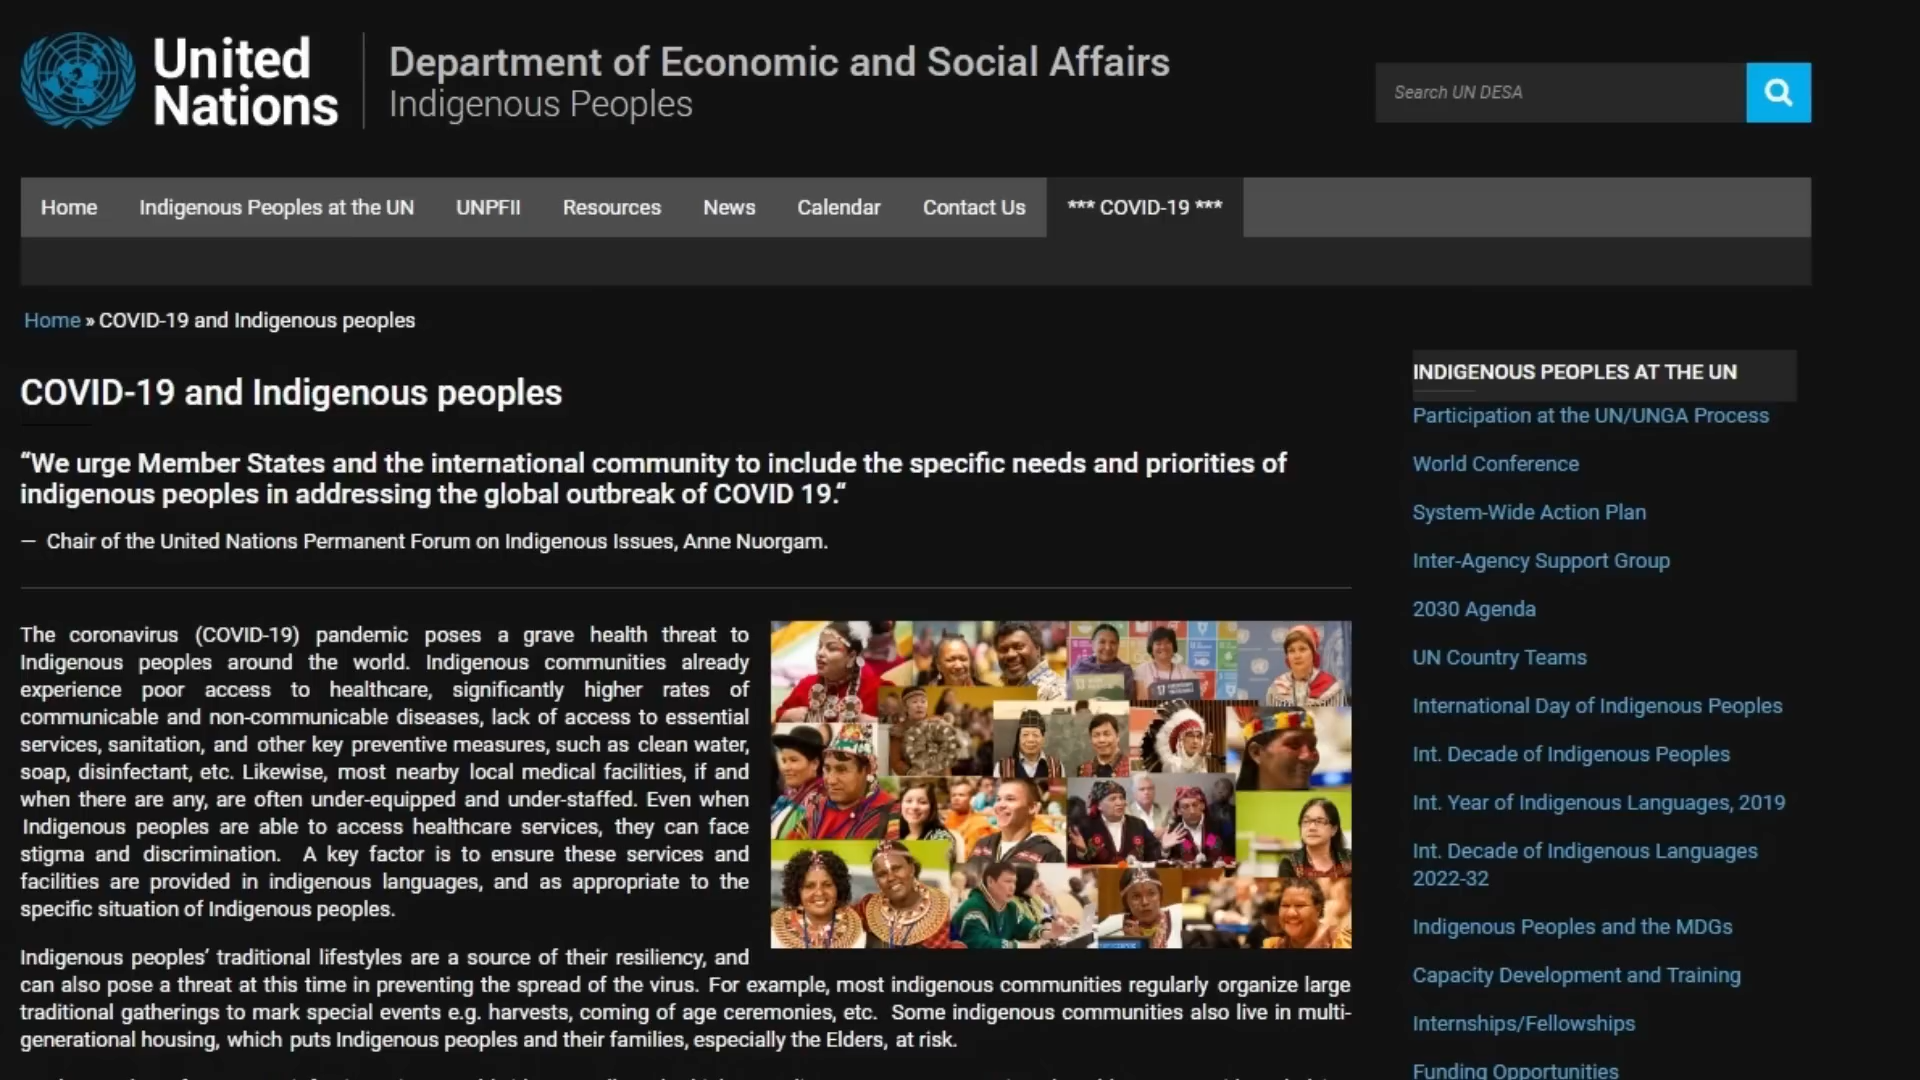 United
Nations
Department of Economic and Social Affairs
Indigenous Peoples
Search UN DESA
Home
Indigenous Peoples at the UN
UNPFII
Resources
News
Calendar
Contact Us
*** COVID-19 ***
Home » COVID-19 and Indigenous peoples
COVID-19 and Indigenous peoples
“We urge Member States and the international community to include the specific needs and priorities of
indigenous peoples in addressing the global outbreak of COVID 19.“
— Chair of the United Nations Permanent Forum on Indigenous Issues, Anne Nuorgam.
The coronavirus (COVID-19) pandemic poses a grave health threat to
Indigenous peoples around the world. Indigenous communities already
experience poor access to healthcare, significantly higher rates of
communicable and non-communicable diseases, lack of access to essential
services, sanitation, and other key preventive measures, such as clean water,
soap, disinfectant, etc. Likewise, most nearby local medical facilities, if and
when there are any, are often under-equipped and under-staffed. Even when
Indigenous peoples are able to access healthcare services, they can face
stigma and discrimination. A key factor is to ensure these services and
facilities are provided in indigenous languages, and as appropriate to the
specific situation of Indigenous peoples.
Indigenous peoples’ traditional lifestyles are a source of their resiliency, and
can also pose a threat at this time in preventing the spread of the virus. For example, most indigenous communities regularly organize large
traditional gatherings to mark special events e.g. harvests, coming of age ceremonies, etc. Some indigenous communities also live in multi-
generational housing, which puts Indigenous peoples and their families, especially the Elders, at risk.
INDIGENOUS PEOPLES AT THE UN
Participation at the UN/UNGA Process
World Conference
System-Wide Action Plan
Inter-Agency Support Group
2030 Agenda
UN Country Teams
International Day of Indigenous Peoples
Int. Decade of Indigenous Peoples
Int. Year of Indigenous Languages, 2019
Int. Decade of Indigenous Languages
2022-32
Indigenous Peoples and the MDGs
Capacity Development and Training
Internships/Fellowships
Funding Opportunities